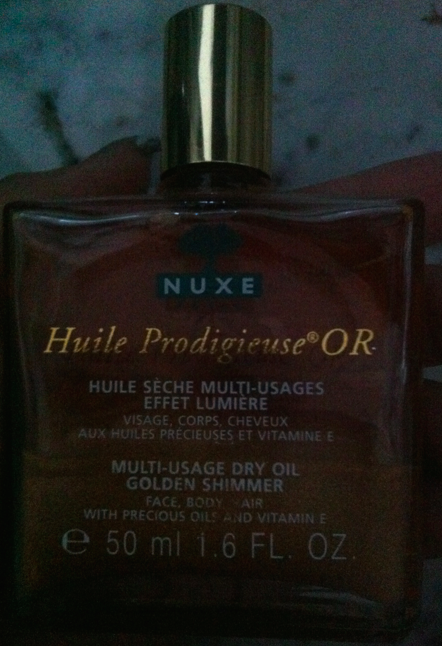 NUXE
Huile Prodigieuse® OR
HUILE SÈCHE MULTI-USAGES
EFFET LUMIÈRE
VISAGE, CORPS, CHEVEUX
AUX HUILES PRÉCIEUSES ET VITAMINE E
MULTI-USAGE DRY OIL
GOLDEN SHIMMER
FACE, BODY, HAIR
WITH PRECIOUS OILS AND VITAMIN E
e 50 ml 1.6 FL. OZ.